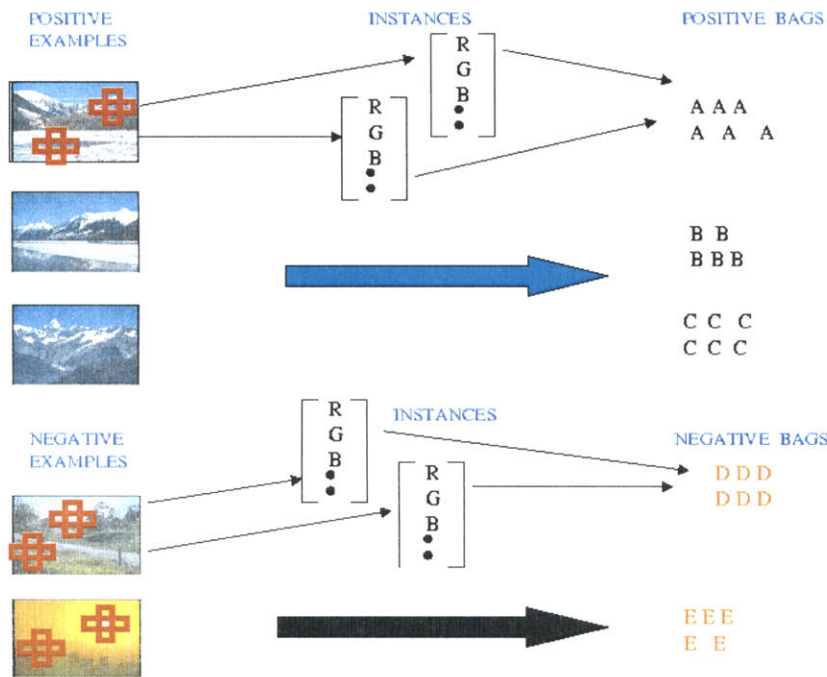 POSITIVE
EXAMPLES
INSTANCES
POSITIVE BAGS
R
G
B
R
G
B
A A A
A A A
B B
B B B
C C C
C C C
NEGATIVE
EXAMPLES
INSTANCES
NEGATIVE BAGS
R
G
B
R
G
B
D D D
D D D
E E E
E E